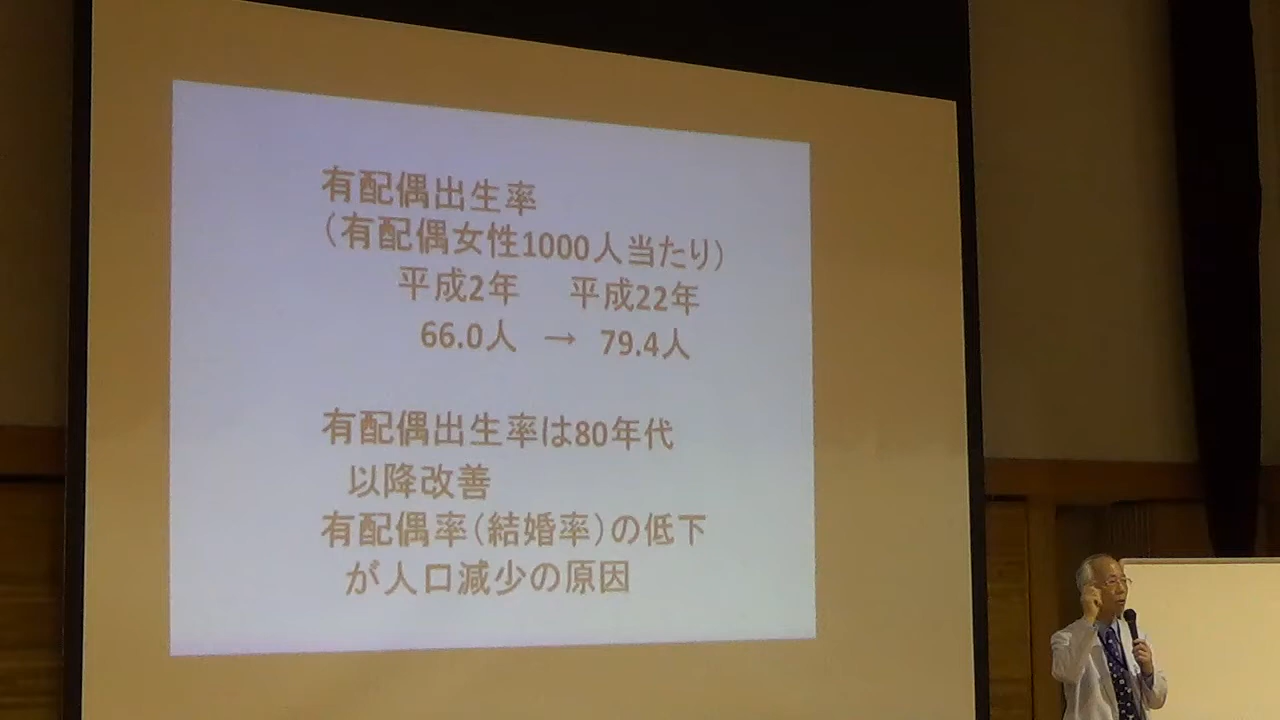 有配偶出生率
（有配偶女性1000人当たり）
平成2年 平成22年
66.0人 → 79.4人
有配偶出生率は80年代
以降改善
有配偶率（結婚率）の低下
が人口減少の原因